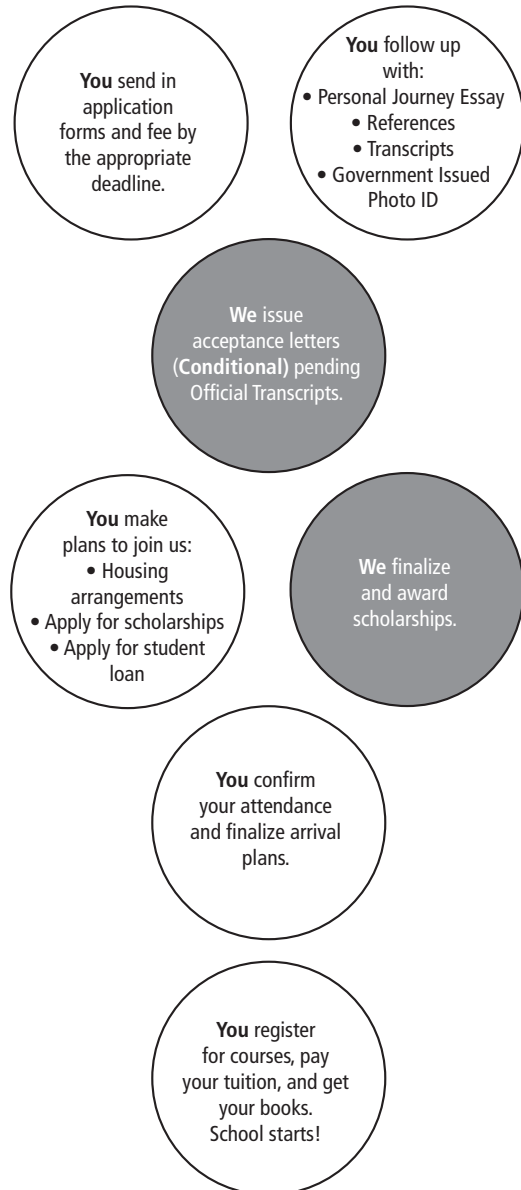 You send in
application
forms and fee by
the appropriate
deadline.
You follow up
with:
• Personal Journey Essay
• References
• Transcripts
• Government Issued
Photo ID
We issue
acceptance letters
(Conditional) pending
Official Transcripts.
You make
plans to join us:
• Housing
arrangements
• Apply for scholarships
• Apply for student
loan
We finalize
and award
scholarships.
You confirm
your attendance
and finalize arrival
plans.
You register
for courses, pay
your tuition, and get
your books.
School starts!